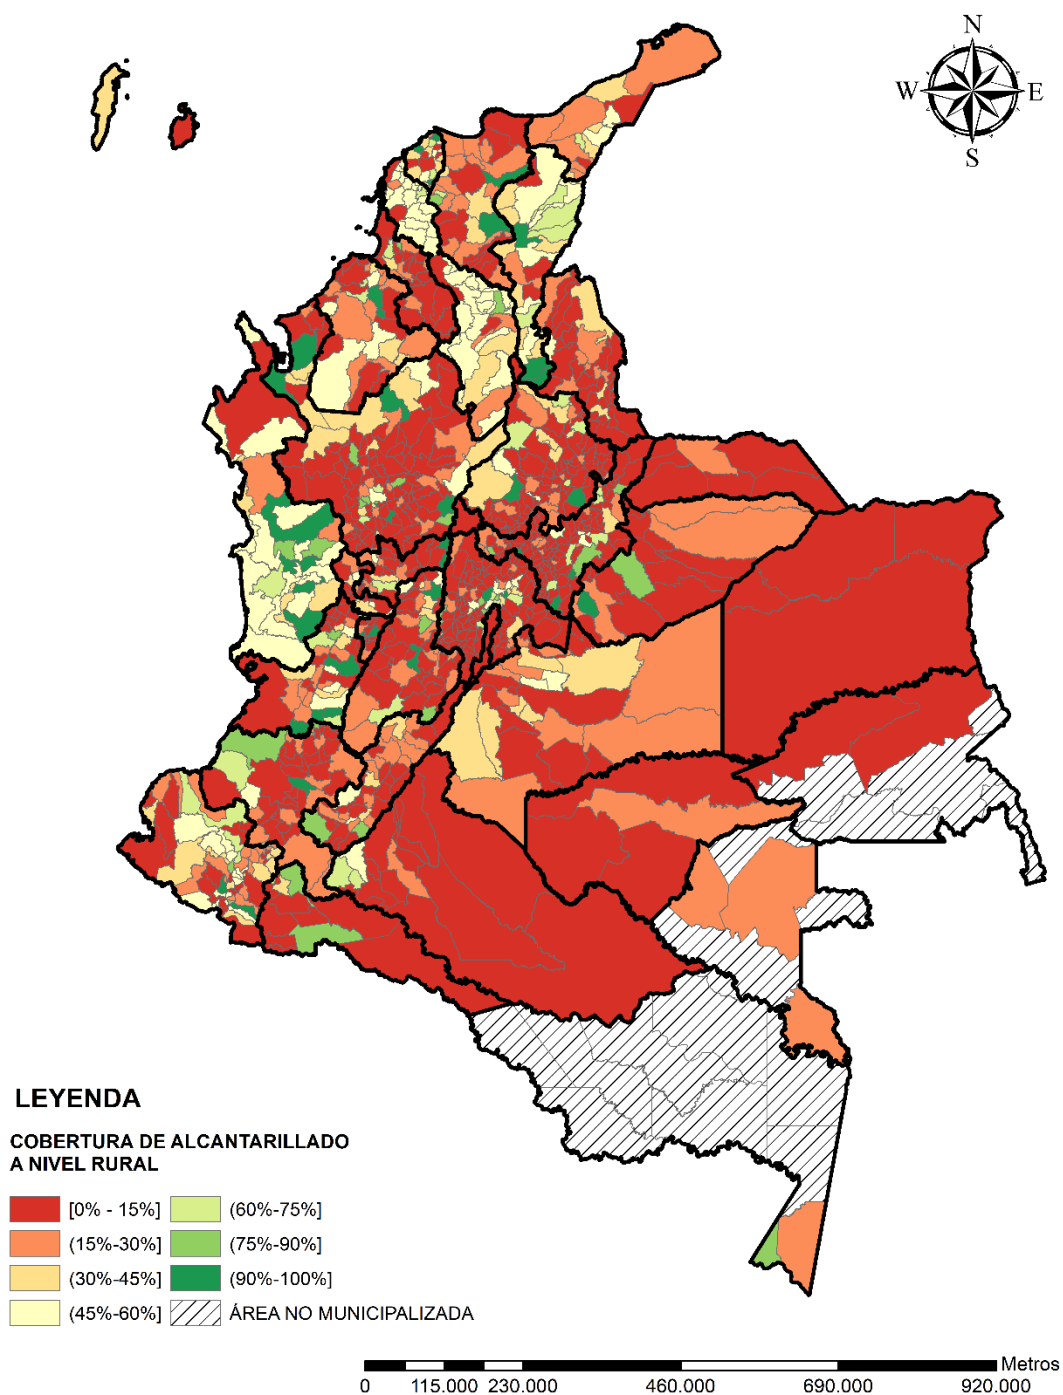 N
W E
S
LEYENDA
COBERTURA DE ALCANTARILLADO
A NIVEL RURAL
[0% - 15%] (60%-75%]
(15%-30%] (75%-90%]
(30%-45%] (90%-100%]
(45%-60%] ÁREA NO MUNICIPALIZADA
Metros
0 115.000 230.000 460.000 690.000 920.000